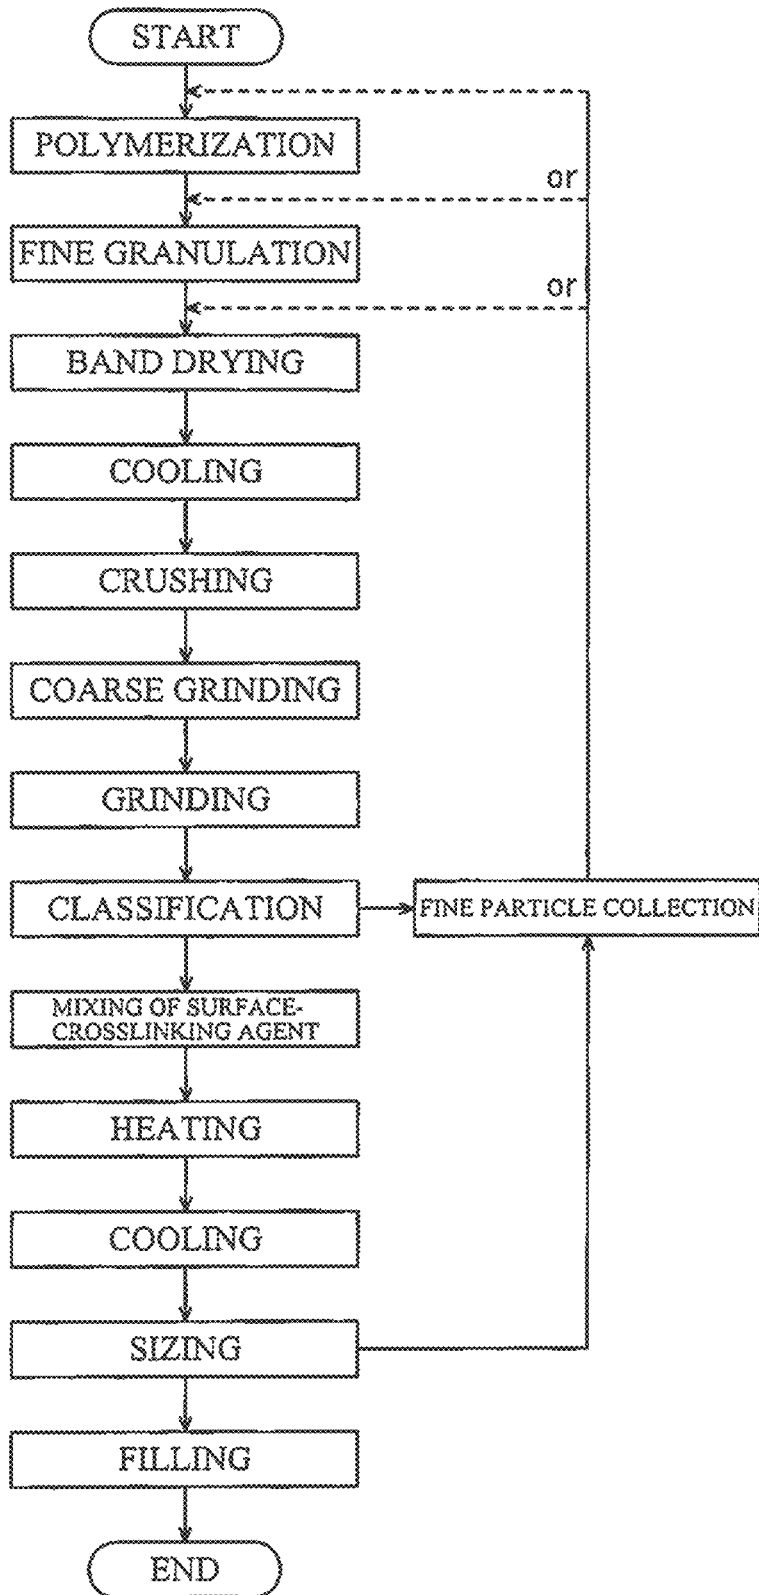 START
POLYMERIZATION
or
FINE GRANULATION
or
BAND DRYING
COOLING
CRUSHING
COARSE GRINDING
GRINDING
CLASSIFICATION
FINE PARTICLE COLLECTION
MIXING OF SURFACE-
CROSSLINKING AGENT
HEATING
COOLING
SIZING
FILLING
END